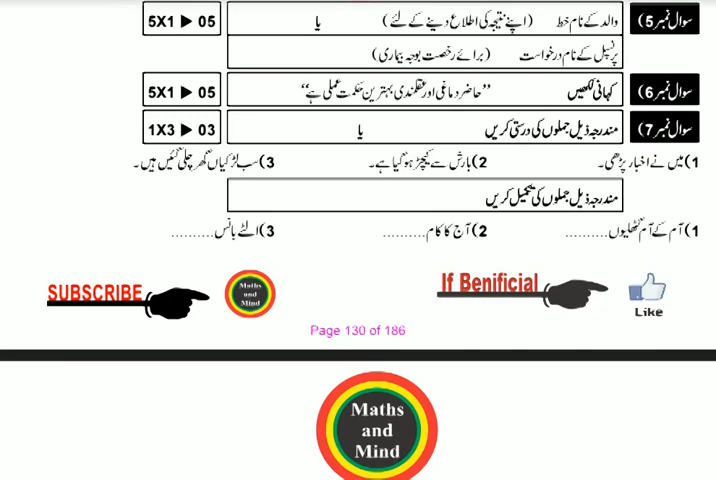 سوال نمبر 5) والد کے نام خط (اپنے نتیجہ کی اطلاع دینے کے لئے) یا 5X1 ▶ 05
پرنسپل کے نام درخواست (برائے رخصت بوجہ بیماری)
سوال نمبر 6) کہانی لکھیں "حاضر دماغی اور عقلمندی بہترین حکمت عملی ہے" 5X1 ▶ 05
سوال نمبر 7) مندرجہ ذیل جملوں کی درستی کریں یا 1X3 ▶ 03
1) میں نے اخبار پڑھی۔ 2) بارش سے کیچڑ ہو گیا ہے۔ 3) سب لڑکیاں گھر چلی گئیں ہیں۔
مندرجہ ذیل جملوں کی تکمیل کریں
1) آم کے آم گٹھلیوں .......... 2) آج کا کام .......... 3) الٹے بانس ..........
SUBSCRIBE
Maths
and
Mind
If Benificial
Like
Page 130 of 186
Maths
and
Mind